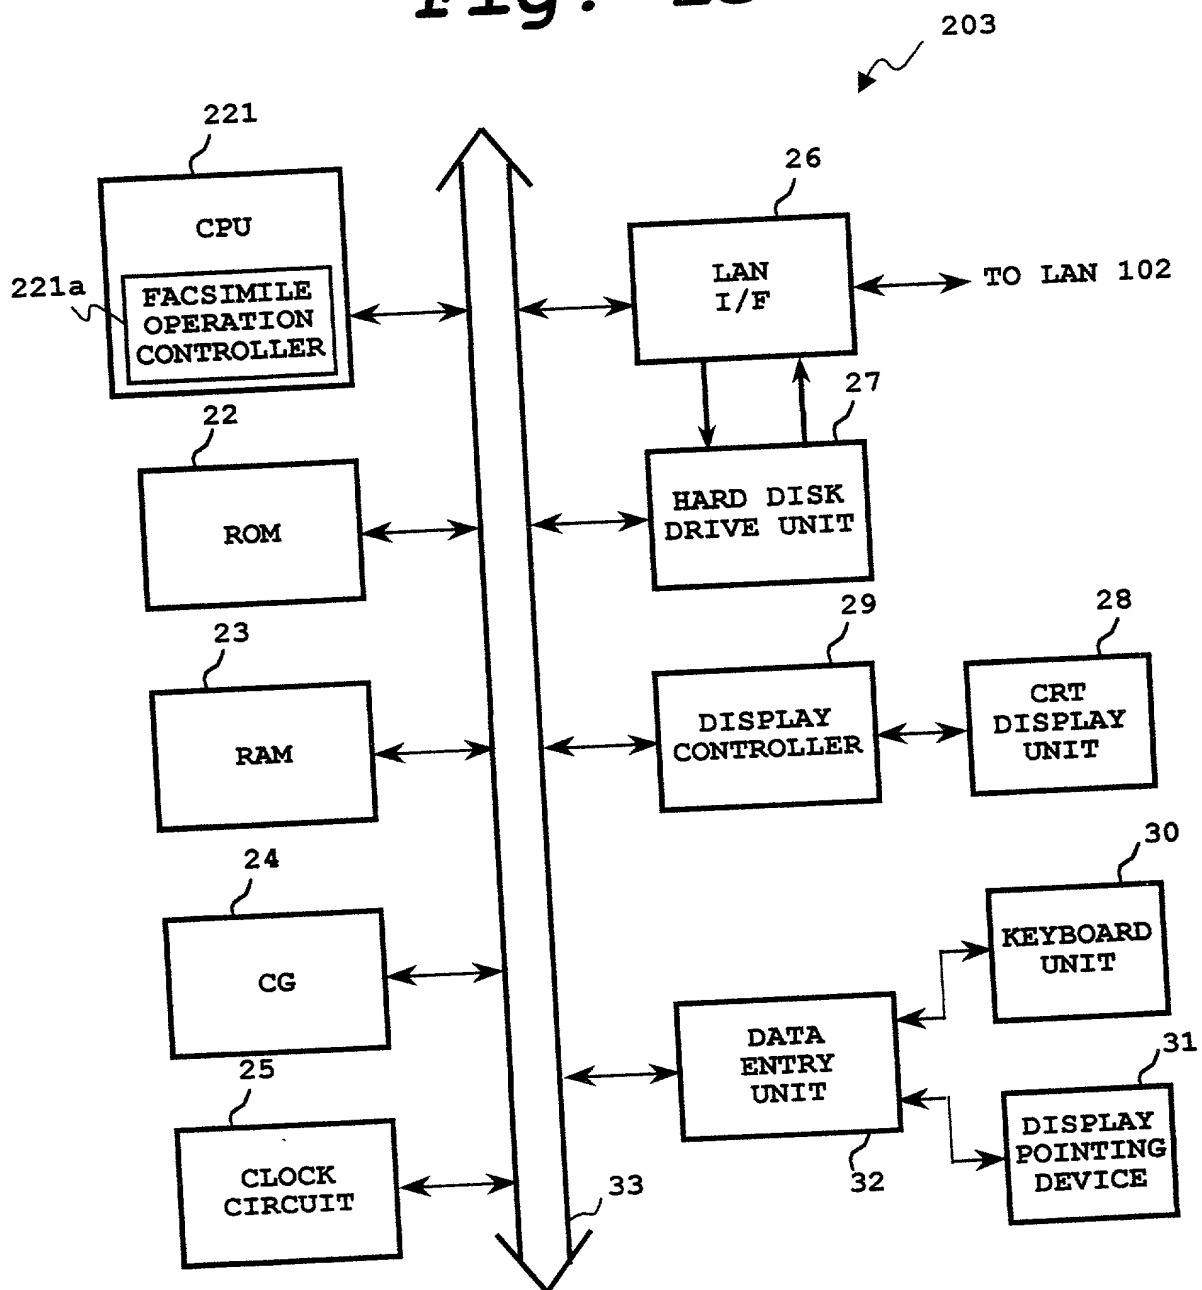 203
221
CPU
221a
FACSIMILE
OPERATION
CONTROLLER
26
LAN
I/F
TO LAN 102
22
ROM
27
HARD DISK
DRIVE UNIT
23
RAM
29
DISPLAY
CONTROLLER
28
CRT
DISPLAY
UNIT
24
CG
30
KEYBOARD
UNIT
25
CLOCK
CIRCUIT
DATA
ENTRY
UNIT
32
31
DISPLAY
POINTING
DEVICE
33